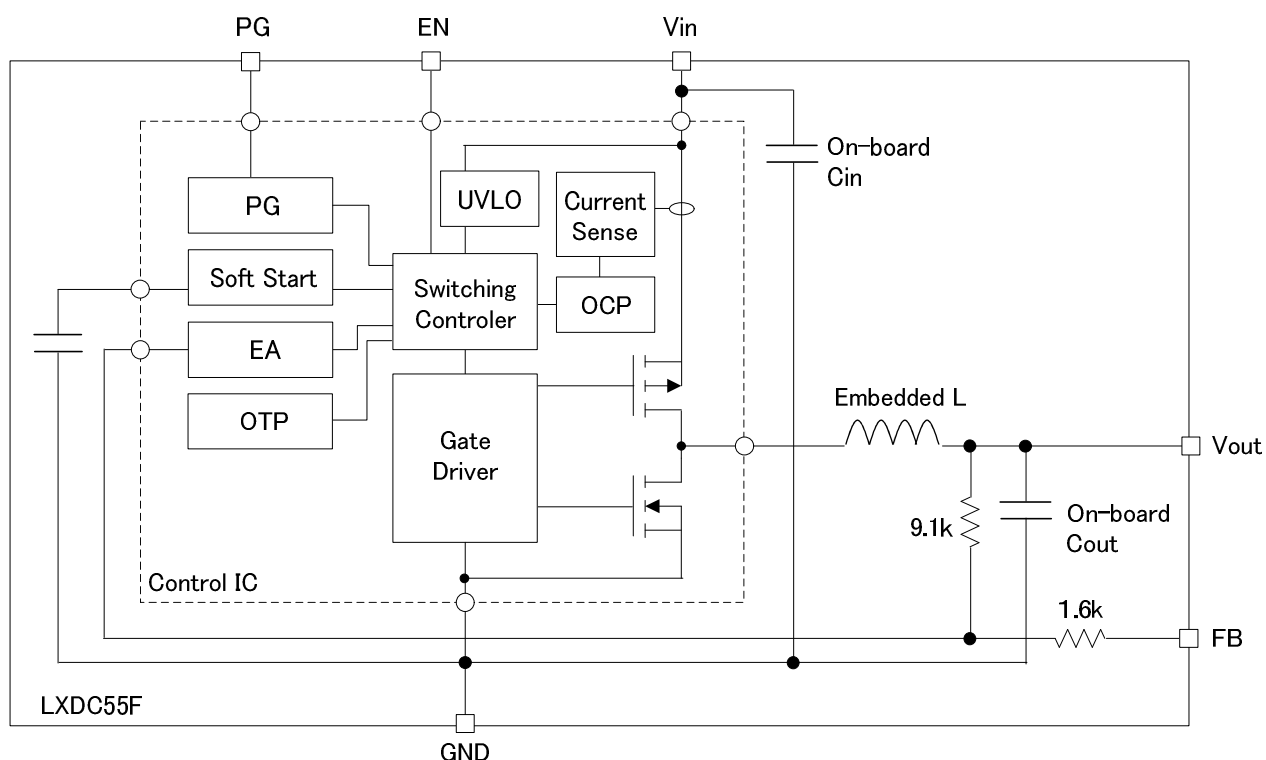 PG
EN
Vin
On-board
Cin
PG
UVLO
Current
Sense
Soft Start
Switching
Controler
OCP
EA
OTP
Gate
Driver
Embedded L
Vout
9.1k
On-board
Cout
Control IC
1.6k
FB
LXDC55F
GND